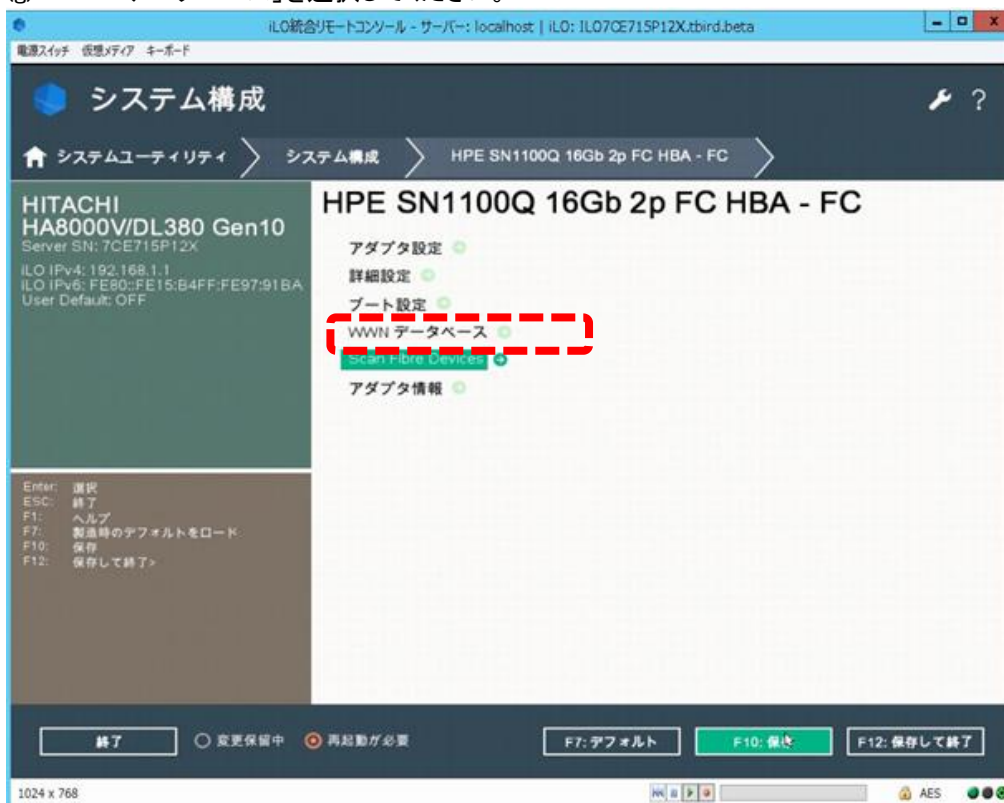 」を選択してください。
iLO統合リモートコンソール - サーバー: localhost | iLO: ILO7CE715P12X.tbird.beta
電源スイッチ 仮想メディア キーボード
システム構成
?
システムユーティリティ
システム構成
HPE SN1100Q 16Gb 2p FC HBA - FC
HITACHI
HA8000V/DL380 Gen10
Server SN: 7CE715P12X
iLO IPv4: 192.168.1.1
iLO IPv6: FE80::FE15:B4FF:FE97:91BA
User Default: OFF
HPE SN1100Q 16Gb 2p FC HBA - FC
アダプタ設定
詳細設定
ブート設定
WWN データベース
Scan Fibre Devices
アダプタ情報
Enter: 選択
ESC: 終了
F1: ヘルプ
F7: 製造時のデフォルトをロード
F10: 保存
F12: 保存して終了>
終了
変更保留中
再起動が必要
F7: デフォルト
F10: 保存
F12: 保存して終了
1024 x 768
AES